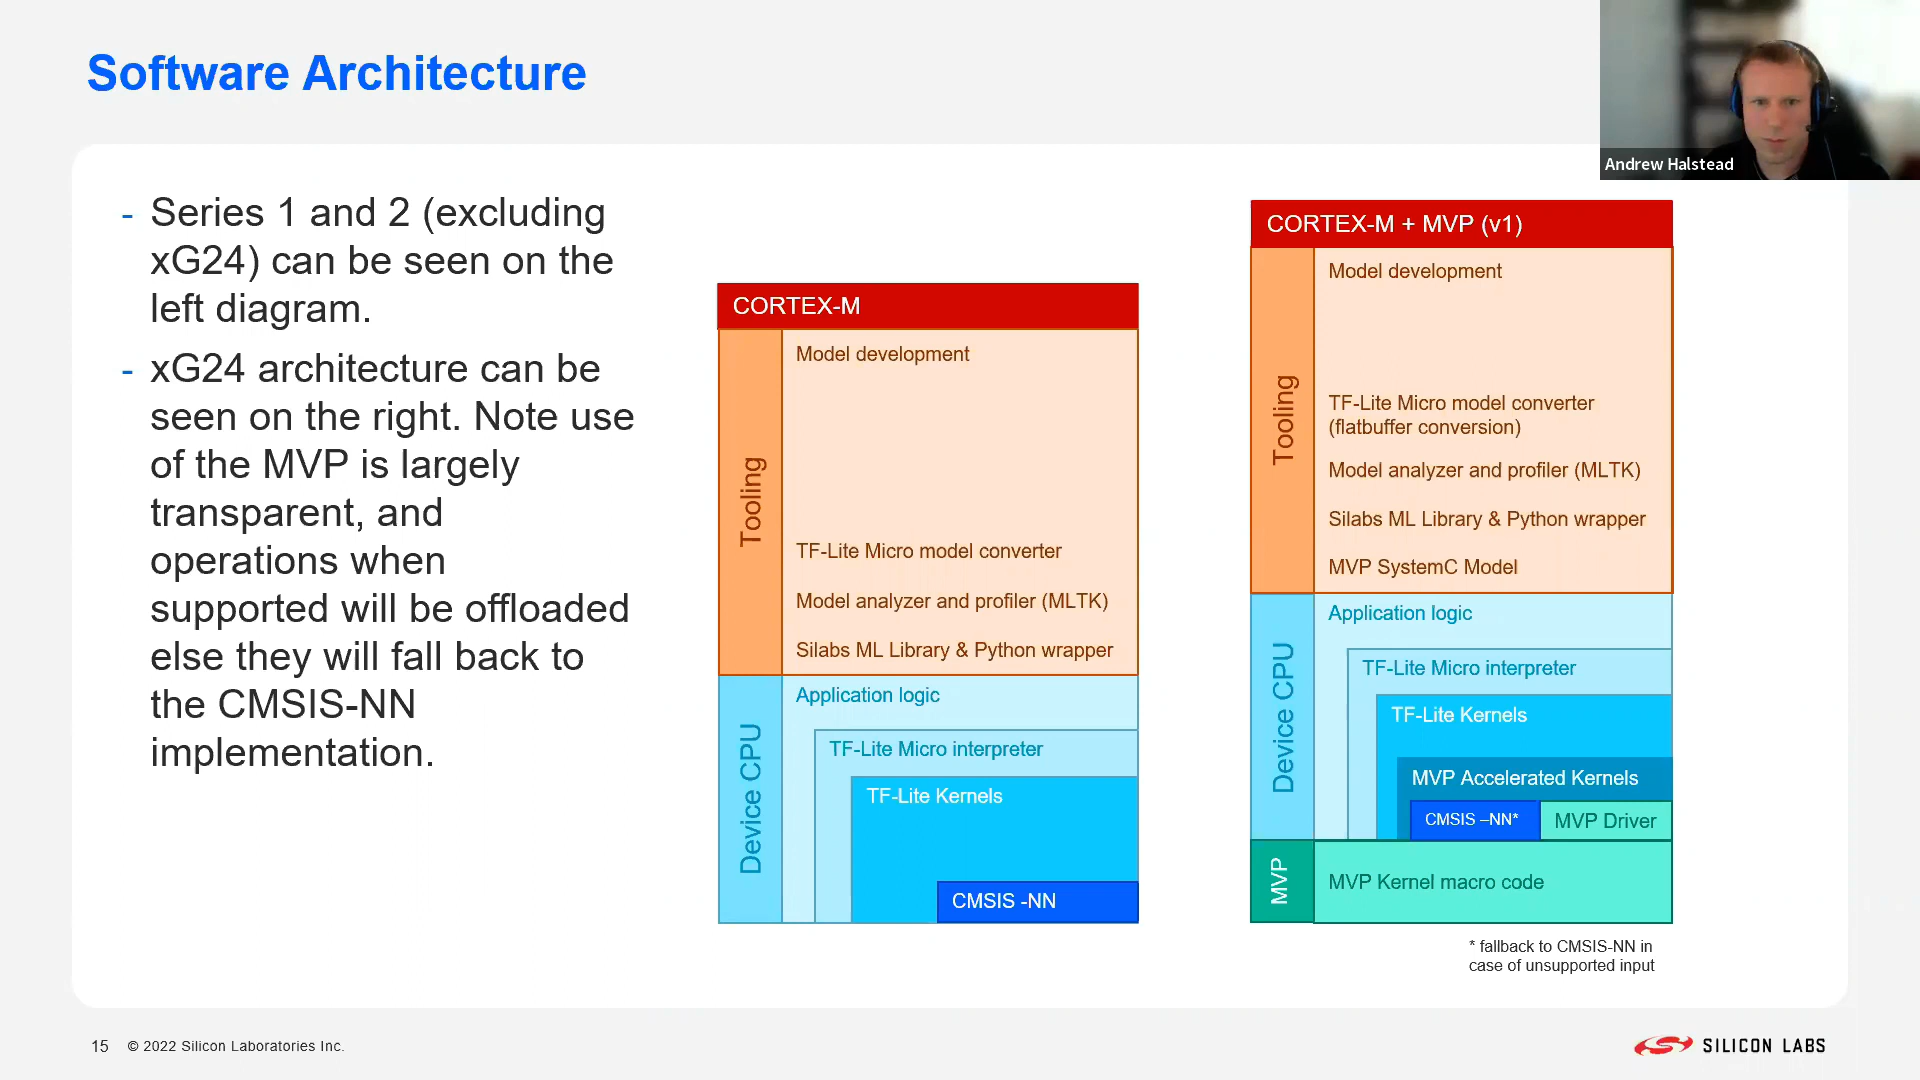 Software Architecture
Andrew Halstead
- Series 1 and 2 (excluding
xG24) can be seen on the
left diagram.
- xG24 architecture can be
seen on the right. Note use
of the MVP is largely
transparent, and
operations when
supported will be offloaded
else they will fall back to
the CMSIS-NN
implementation.
CORTEX-M
Tooling
Model development
TF-Lite Micro model converter
Model analyzer and profiler (MLTK)
Silabs ML Library & Python wrapper
Device CPU
Application logic
TF-Lite Micro interpreter
TF-Lite Kernels
CMSIS -NN
CORTEX-M + MVP (v1)
Tooling
Model development
TF-Lite Micro model converter
(flatbuffer conversion)
Model analyzer and profiler (MLTK)
Silabs ML Library & Python wrapper
MVP SystemC Model
Device CPU
Application logic
TF-Lite Micro interpreter
TF-Lite Kernels
MVP Accelerated Kernels
CMSIS –NN*
MVP Driver
MVP
MVP Kernel macro code
* fallback to CMSIS-NN in
case of unsupported input
15
© 2022 Silicon Laboratories Inc.
SILICON LABS